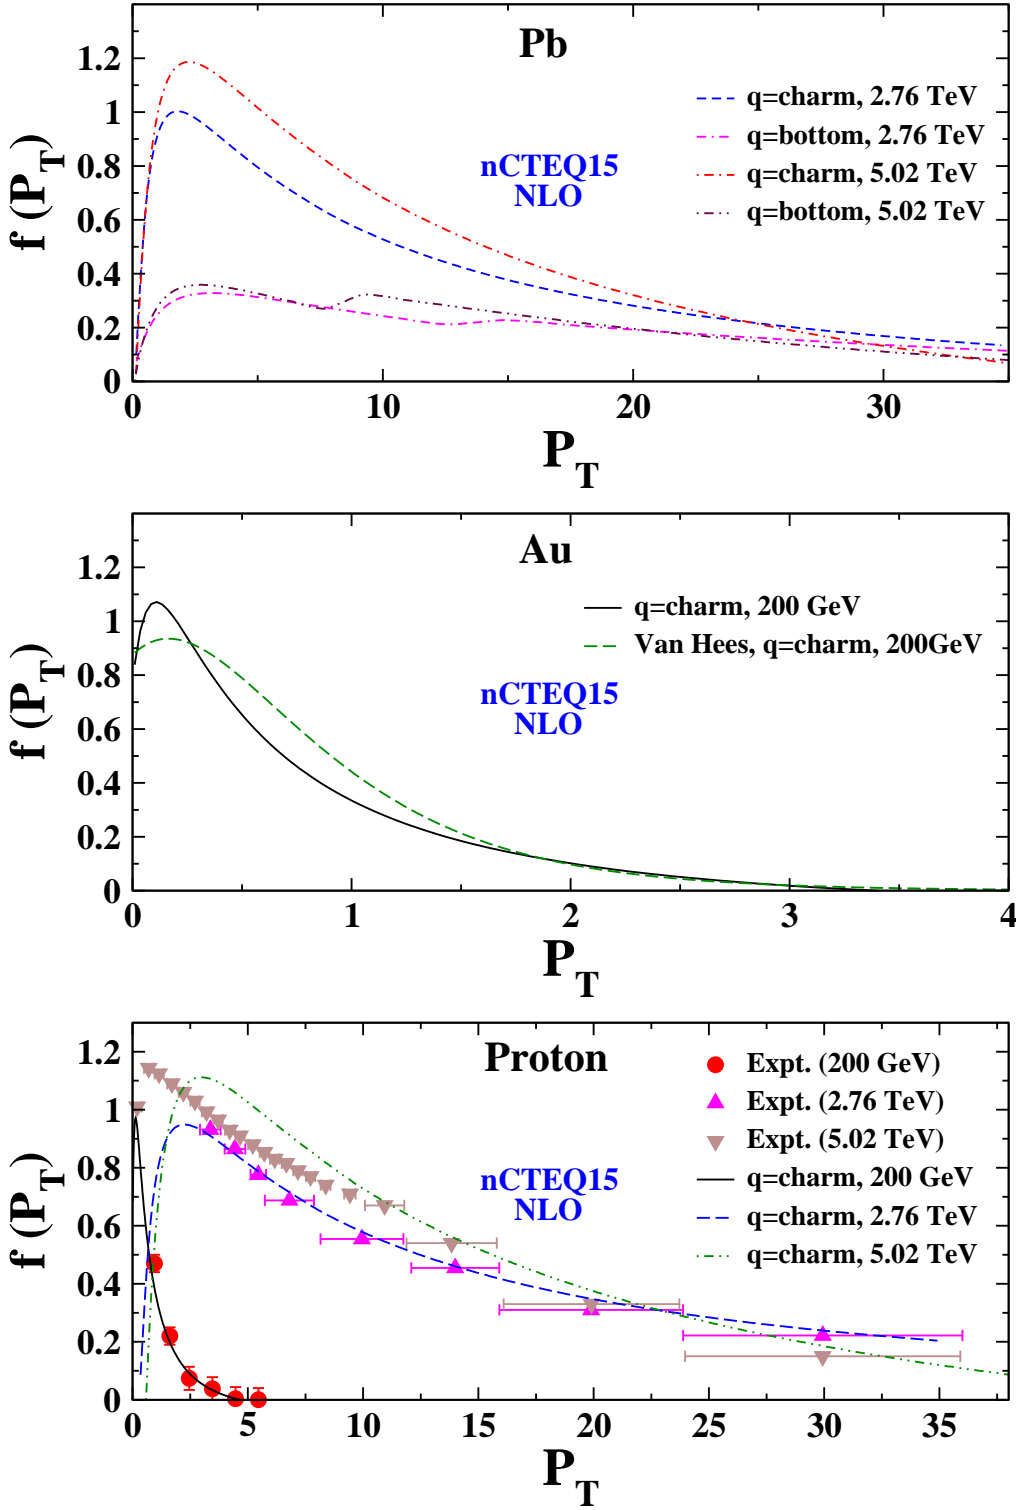 Pb
1.2
1
0.8
0.6
0.4
0.2
0
f (P_T)
q=charm, 2.76 TeV
q=bottom, 2.76 TeV
q=charm, 5.02 TeV
q=bottom, 5.02 TeV
nCTEQ15
NLO
0 10 20 30
P_T
Au
1.2
1
0.8
0.6
0.4
0.2
0
f (P_T)
q=charm, 200 GeV
Van Hees, q=charm, 200GeV
nCTEQ15
NLO
0 1 2 3 4
P_T
Proton
1.2
1
0.8
0.6
0.4
0.2
0
f (P_T)
Expt. (200 GeV)
Expt. (2.76 TeV)
Expt. (5.02 TeV)
q=charm, 200 GeV
q=charm, 2.76 TeV
q=charm, 5.02 TeV
nCTEQ15
NLO
0 5 10 15 20 25 30 35
P_T